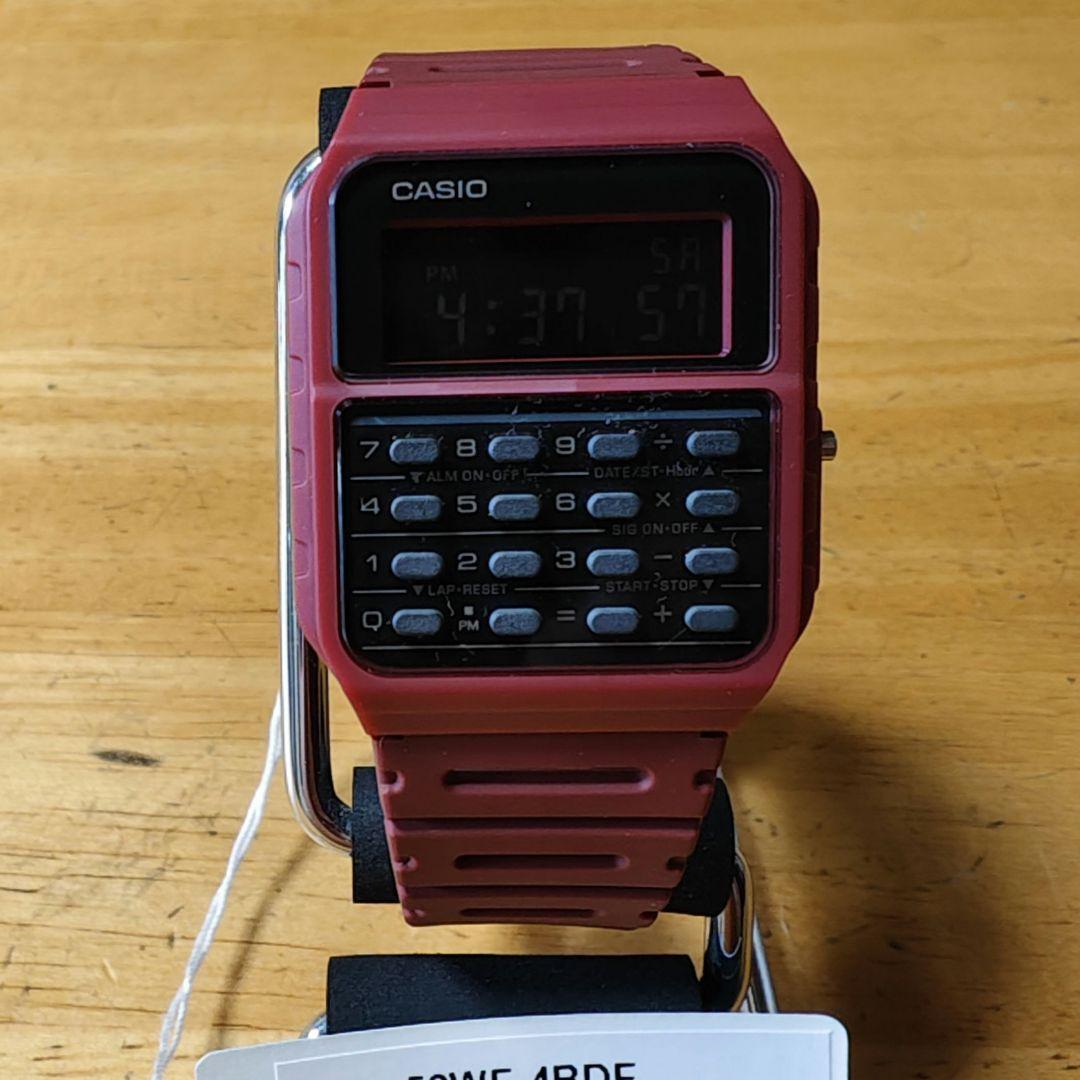 CASIO
SA
PM
4:37 57
7 8 9 ÷
▼ ALM ON•OFF DATE/ST-Hour ▲
4 5 6 ×
SIG ON•OFF ▲
1 2 3 −
▼ LAP•RESET START•STOP ▼
0 ▪ = +
PM
4BDF